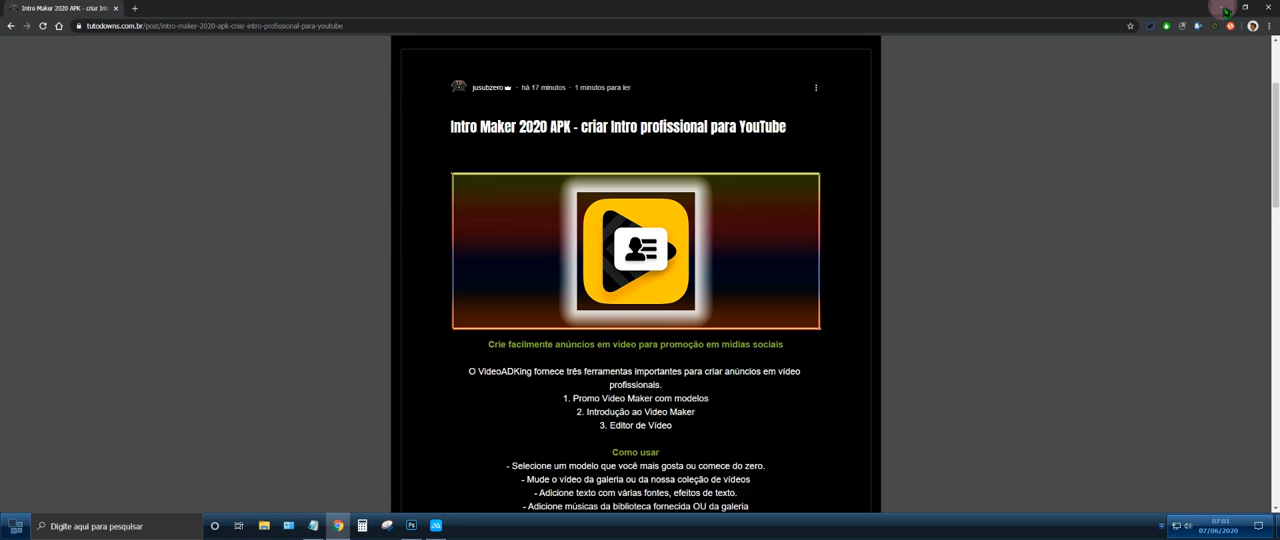 Intro Maker 2020 APK - criar Int
tutodowns.com.br/post/intro-maker-2020-apk-criar-intro-profissional-para-youtube
jusubzero · há 17 minutos · 1 minutos para ler
Intro Maker 2020 APK - criar Intro profissional para YouTube
Crie facilmente anúncios em video para promoção em mídias sociais
O VideoADKing fornece três ferramentas importantes para criar anúncios em vídeo
profissionais.
1. Promo Video Maker com modelos
2. Introdução ao Video Maker
3. Editor de Vídeo
Como usar
- Selecione um modelo que você mais gosta ou comece do zero.
- Mude o vídeo da galeria ou da nossa coleção de vídeos
- Adicione texto com várias fontes, efeitos de texto.
- Adicione músicas da biblioteca fornecida OU da galeria
Digite aqui para pesquisar
Ps
07:01
07/06/2020